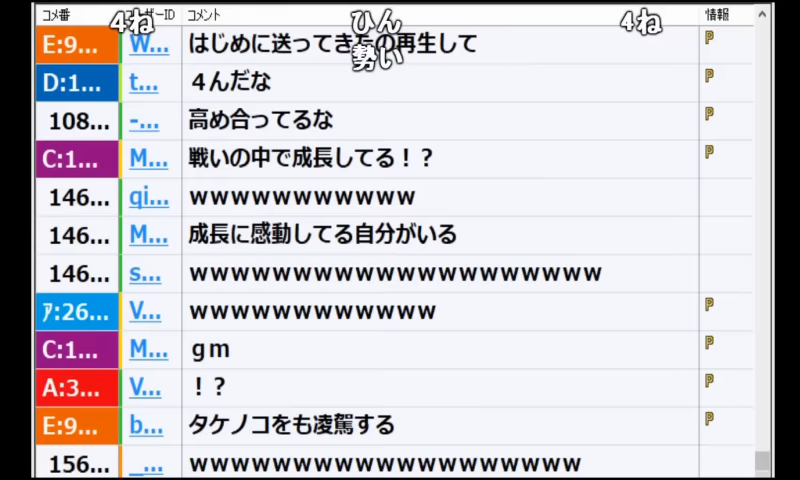 コメ番 ーザーID コメント 情報
4ね ひん 4ね
勢い
E:9... W... はじめに送ってきたの再生して P
D:1... t... 4んだな P
108... -... 高め合ってるな P
C:1... M... 戦いの中で成長してる！？ P
146... qi... wwwwwwwwwww
146... M... 成長に感動してる自分がいる
146... s... wwwwwwwwwwwwwwwwwwww
ｱ:26... V... wwwwwwwwwwww P
C:1... M... gm P
A:3... V... ！？ P
E:9... b... タケノコをも凌駕する P
156... _... wwwwwwwwwwwwwwwwwww